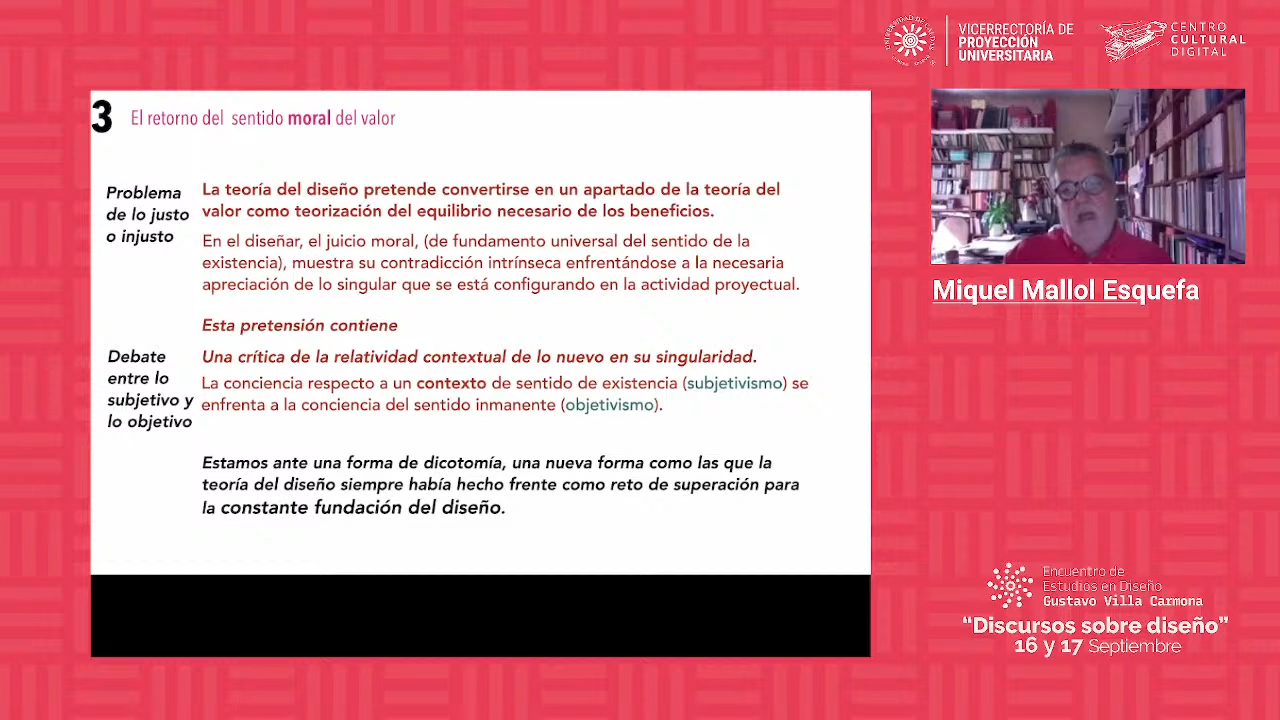 VICERRECTORÍA DE
PROYECCIÓN
UNIVERSITARIA
CENTRO
CULTURAL
DIGITAL
3 El retorno del sentido moral del valor
Problema
de lo justo
o injusto
La teoría del diseño pretende convertirse en un apartado de la teoría del
valor como teorización del equilibrio necesario de los beneficios.
En el diseñar, el juicio moral, (de fundamento universal del sentido de la
existencia), muestra su contradicción intrínseca enfrentándose a la necesaria
apreciación de lo singular que se está configurando en la actividad proyectual.
Esta pretensión contiene
Debate
entre lo
subjetivo y
lo objetivo
Una crítica de la relatividad contextual de lo nuevo en su singularidad.
La conciencia respecto a un contexto de sentido de existencia (subjetivismo) se
enfrenta a la conciencia del sentido inmanente (objetivismo).
Estamos ante una forma de dicotomía, una nueva forma como las que la
teoría del diseño siempre había hecho frente como reto de superación para
la constante fundación del diseño.
Miquel Mallol Esquefa
Encuentro de
Estudios en Diseño
Gustavo Villa Carmona
“Discursos sobre diseño”
16 y 17 Septiembre